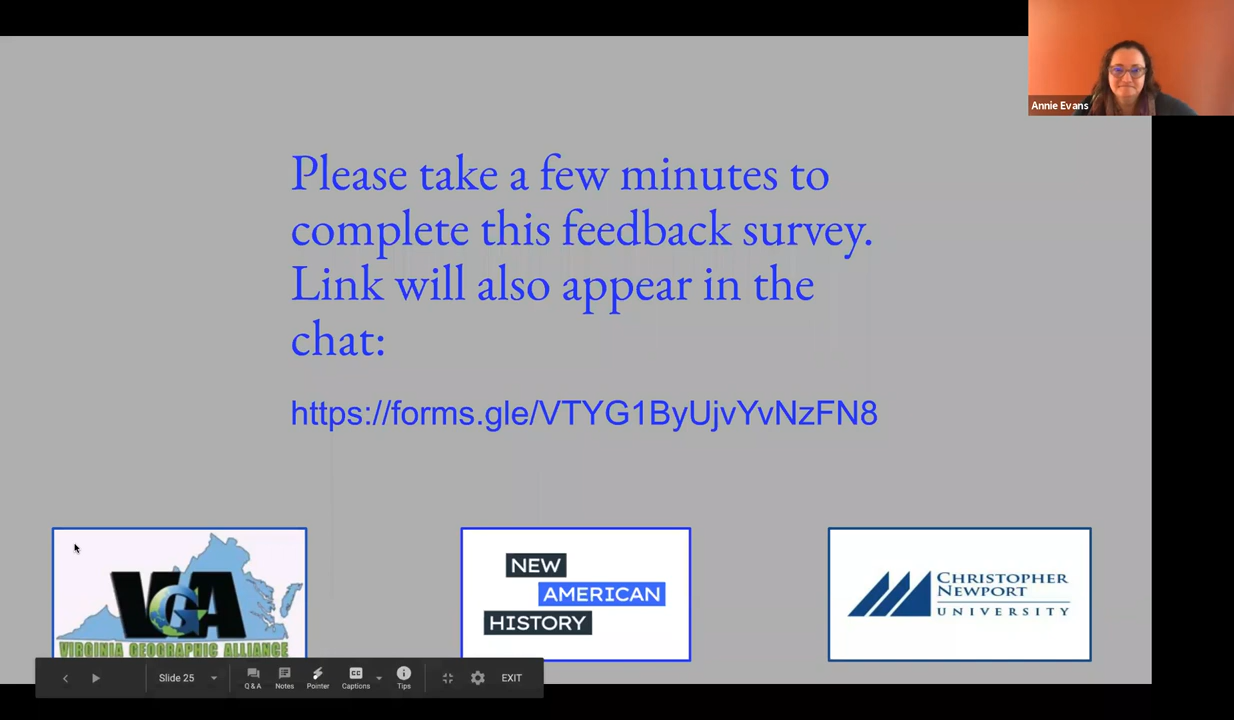 Annie Evans
Please take a few minutes to
complete this feedback survey.
Link will also appear in the
chat:
https://forms.gle/VTYG1ByUjvYvNzFN8
VGA
VIRGINIA GEOGRAPHIC ALLIANCE
NEW
AMERICAN
HISTORY
CHRISTOPHER
NEWPORT
UNIVERSITY
Slide 25
Q & A
Notes
Pointer
CC
Captions
Tips
EXIT